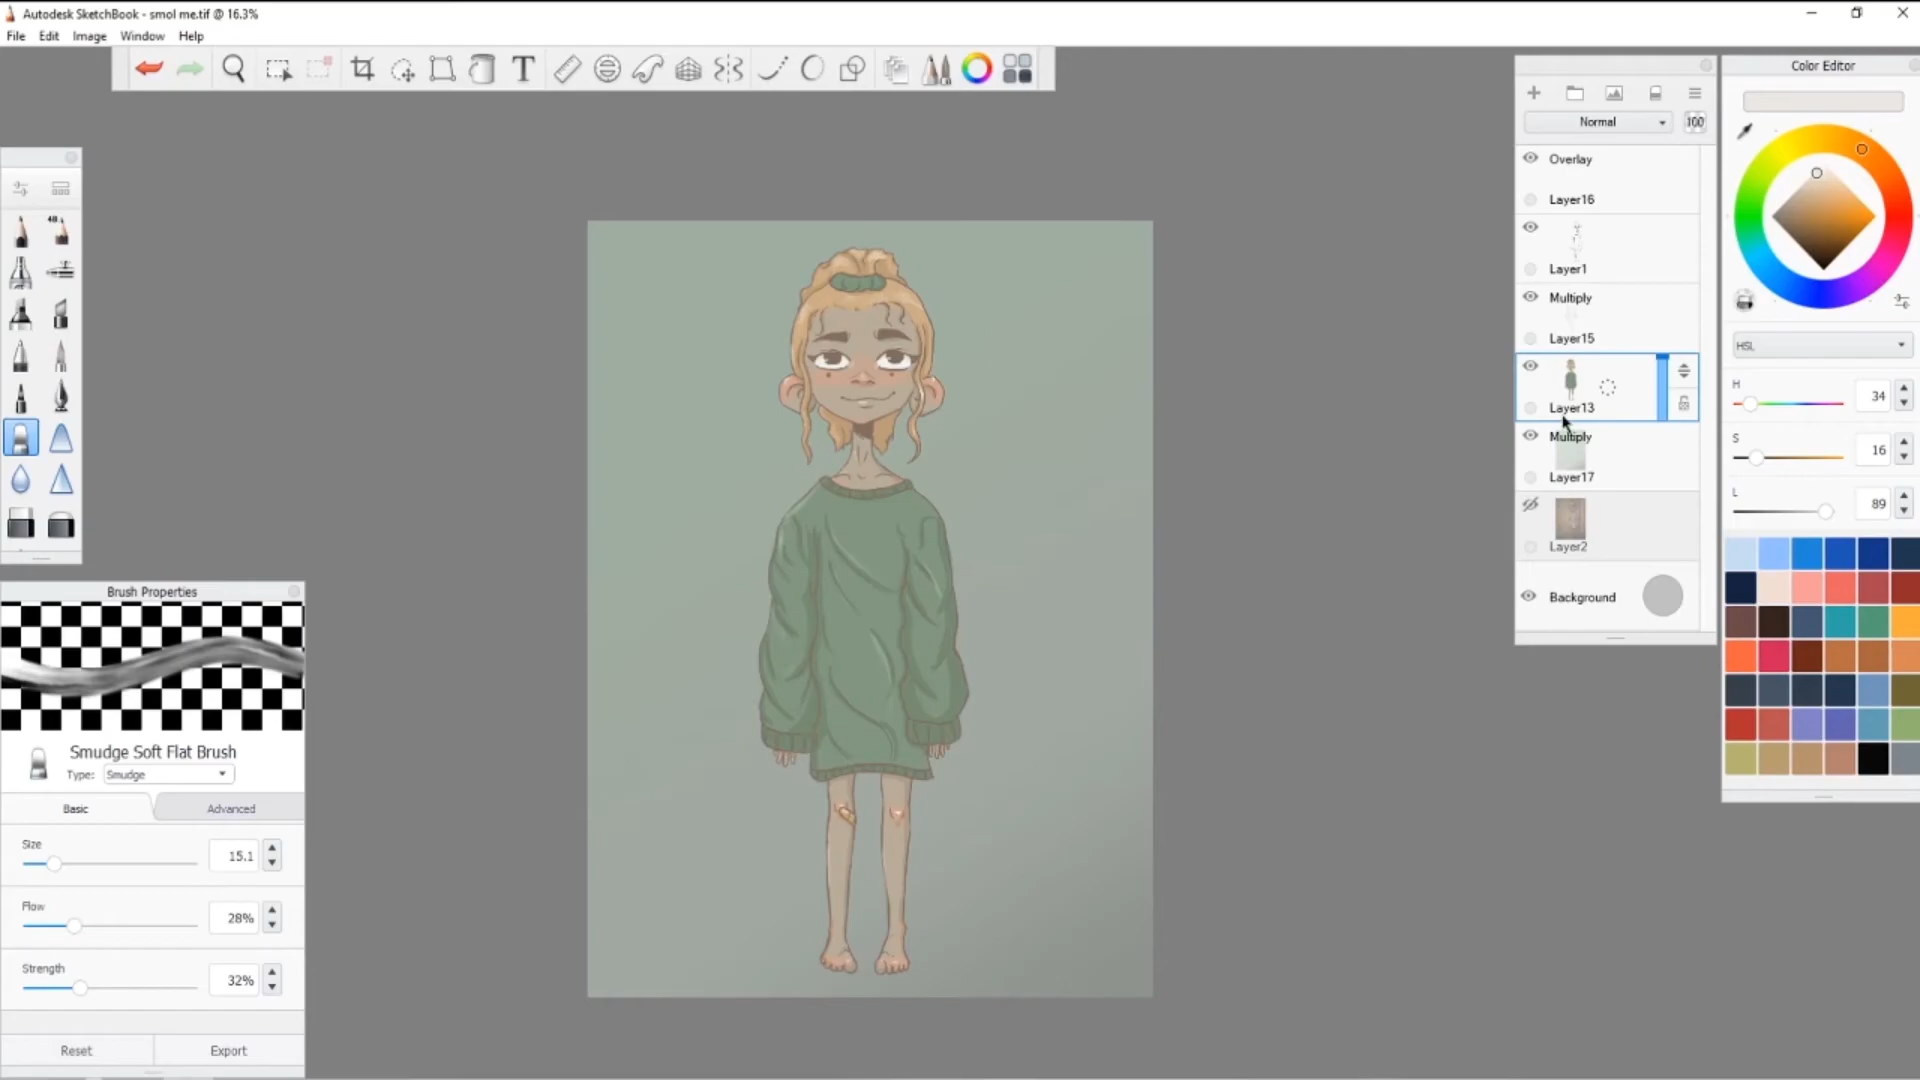 Autodesk SketchBook - smol me.tif @ 16.3%
File Edit Image Window Help
T
Color Editor
Normal 100
Overlay
Layer16
Layer1
Multiply
Layer15
Layer13
Multiply
Layer17
Layer2
Background
HSL
H 34
S 16
L 89
Brush Properties
Smudge Soft Flat Brush
Type: Smudge
Basic Advanced
Size
15.1
Flow
28%
Strength
32%
Reset Export